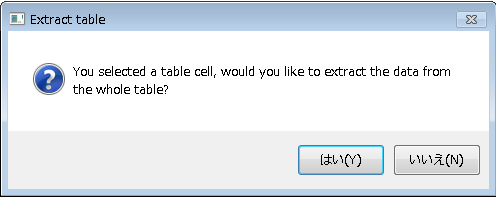 Extract table
You selected a table cell, would you like to extract the data from
the whole table?
はい(Y)
いいえ(N)